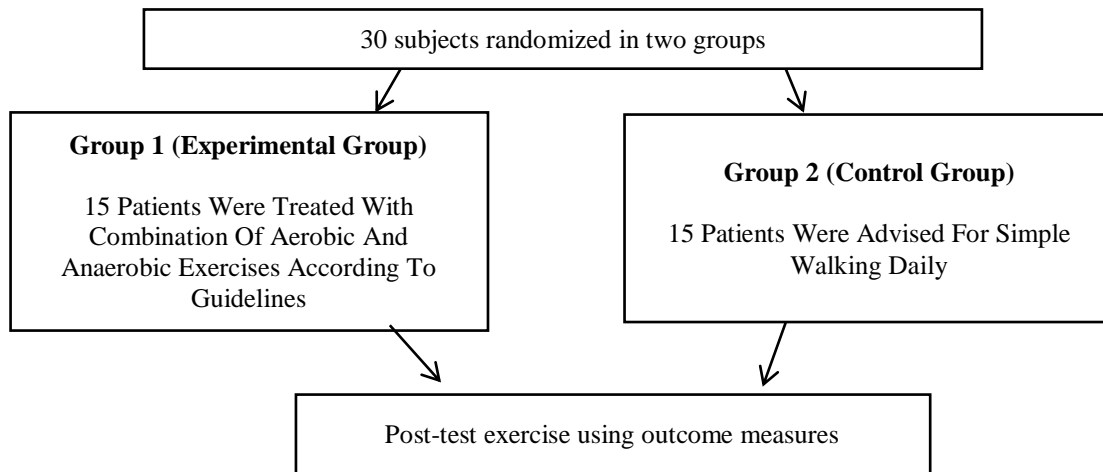 30 subjects randomized in two groups
Group 1 (Experimental Group)
15 Patients Were Treated With
Combination Of Aerobic And
Anaerobic Exercises According To
Guidelines
Group 2 (Control Group)
15 Patients Were Advised For Simple
Walking Daily
Post-test exercise using outcome measures